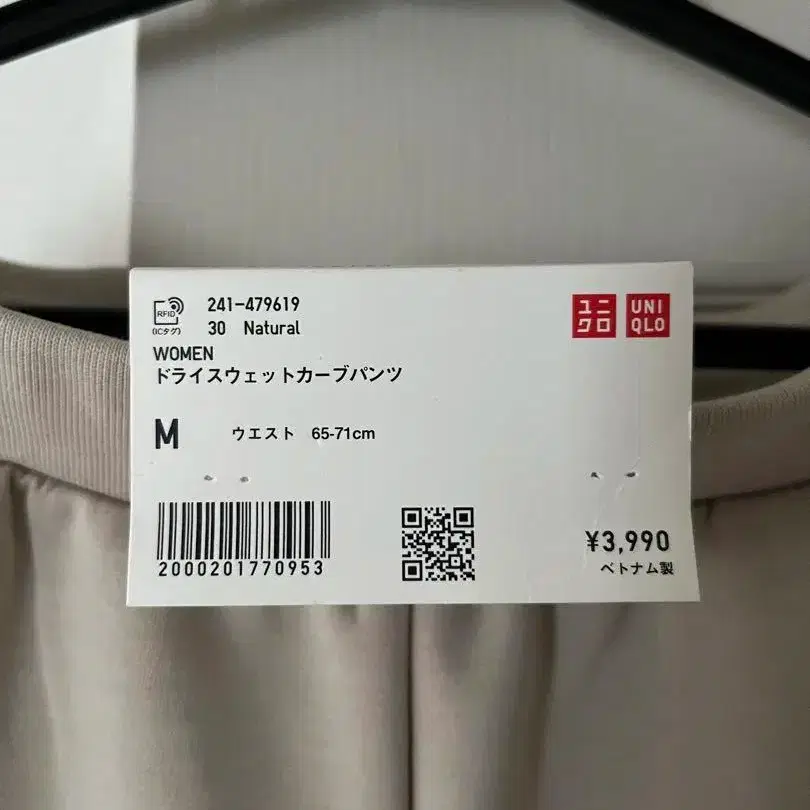 RFID
(ICタグ)
241-479619
30 Natural
ユニ
クロ
UNI
QLO
WOMEN
ドライスウェットカーブパンツ
M ウエスト 65-71cm
2000201770953
¥3,990
ベトナム製